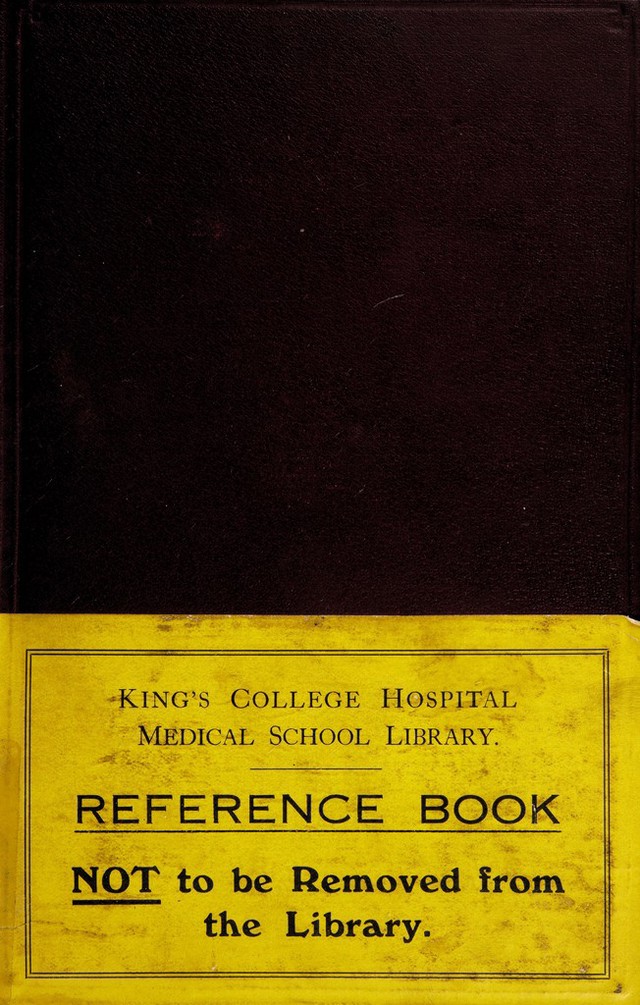 KING'S COLLEGE HOSPITAL
MEDICAL SCHOOL LIBRARY.
REFERENCE BOOK
NOT to be Removed from
the Library.